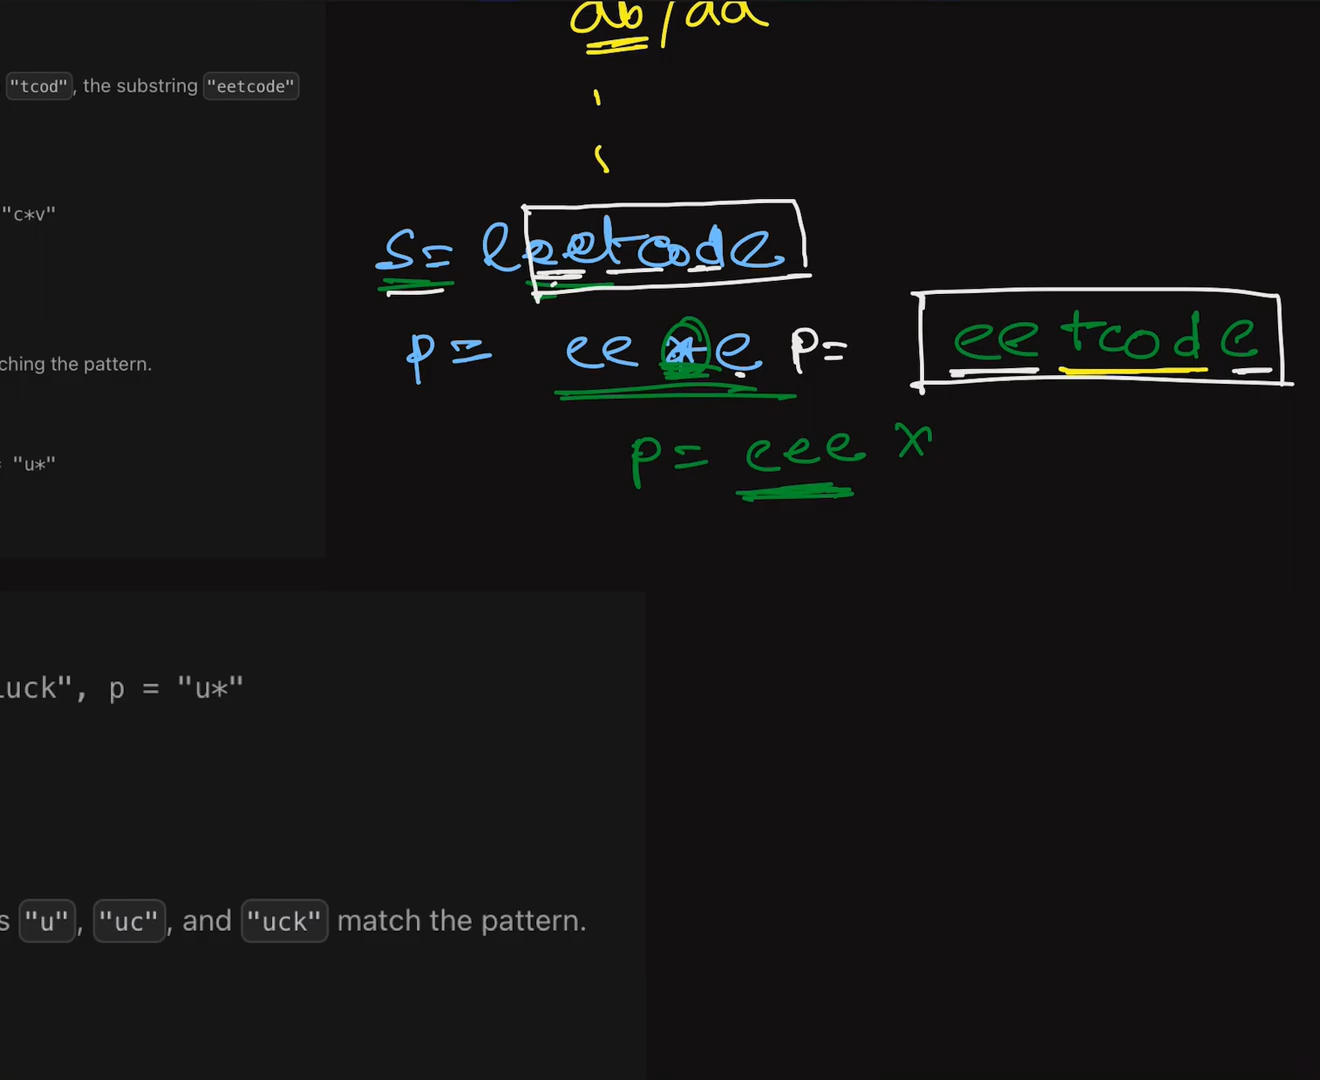 ab/aa
"tcod", the substring "eetcode"
"c*v"
s= leetcode
p= ee*e p= eetcode
ching the pattern.
p= eee x
= "u*"
uck", p = "u*"
s "u", "uc", and "uck" match the pattern.